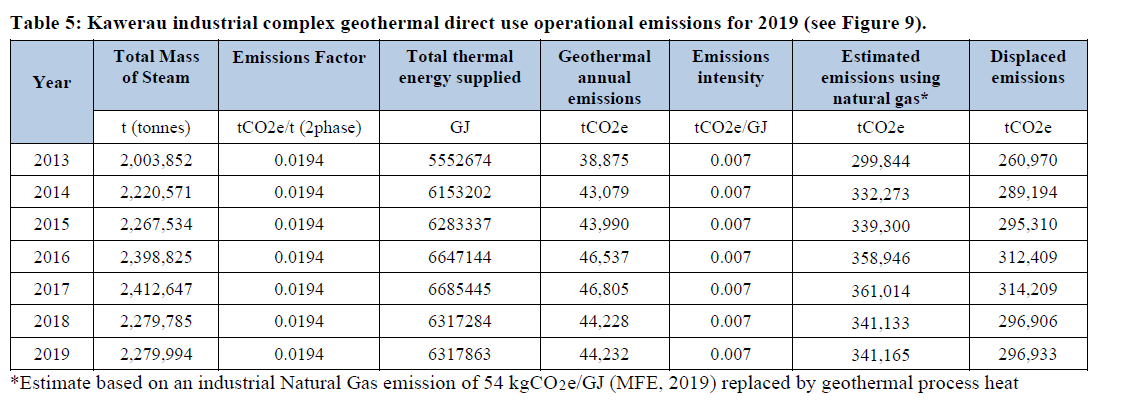 Table 5: Kawerau industrial complex geothermal direct use operational emissions for 2019 (see Figure 9).
Year | Total Mass of Steam | Emissions Factor | Total thermal energy supplied | Geothermal annual emissions | Emissions intensity | Estimated emissions using natural gas* | Displaced emissions
t (tonnes) | tCO2e/t (2phase) | GJ | tCO2e | tCO2e/GJ | tCO2e | tCO2e
2013 | 2,003,852 | 0.0194 | 5552674 | 38,875 | 0.007 | 299,844 | 260,970
2014 | 2,220,571 | 0.0194 | 6153202 | 43,079 | 0.007 | 332,273 | 289,194
2015 | 2,267,534 | 0.0194 | 6283337 | 43,990 | 0.007 | 339,300 | 295,310
2016 | 2,398,825 | 0.0194 | 6647144 | 46,537 | 0.007 | 358,946 | 312,409
2017 | 2,412,647 | 0.0194 | 6685445 | 46,805 | 0.007 | 361,014 | 314,209
2018 | 2,279,785 | 0.0194 | 6317284 | 44,228 | 0.007 | 341,133 | 296,906
2019 | 2,279,994 | 0.0194 | 6317863 | 44,232 | 0.007 | 341,165 | 296,933
*Estimate based on an industrial Natural Gas emission of 54 kgCO2e/GJ (MFE, 2019) replaced by geothermal process heat